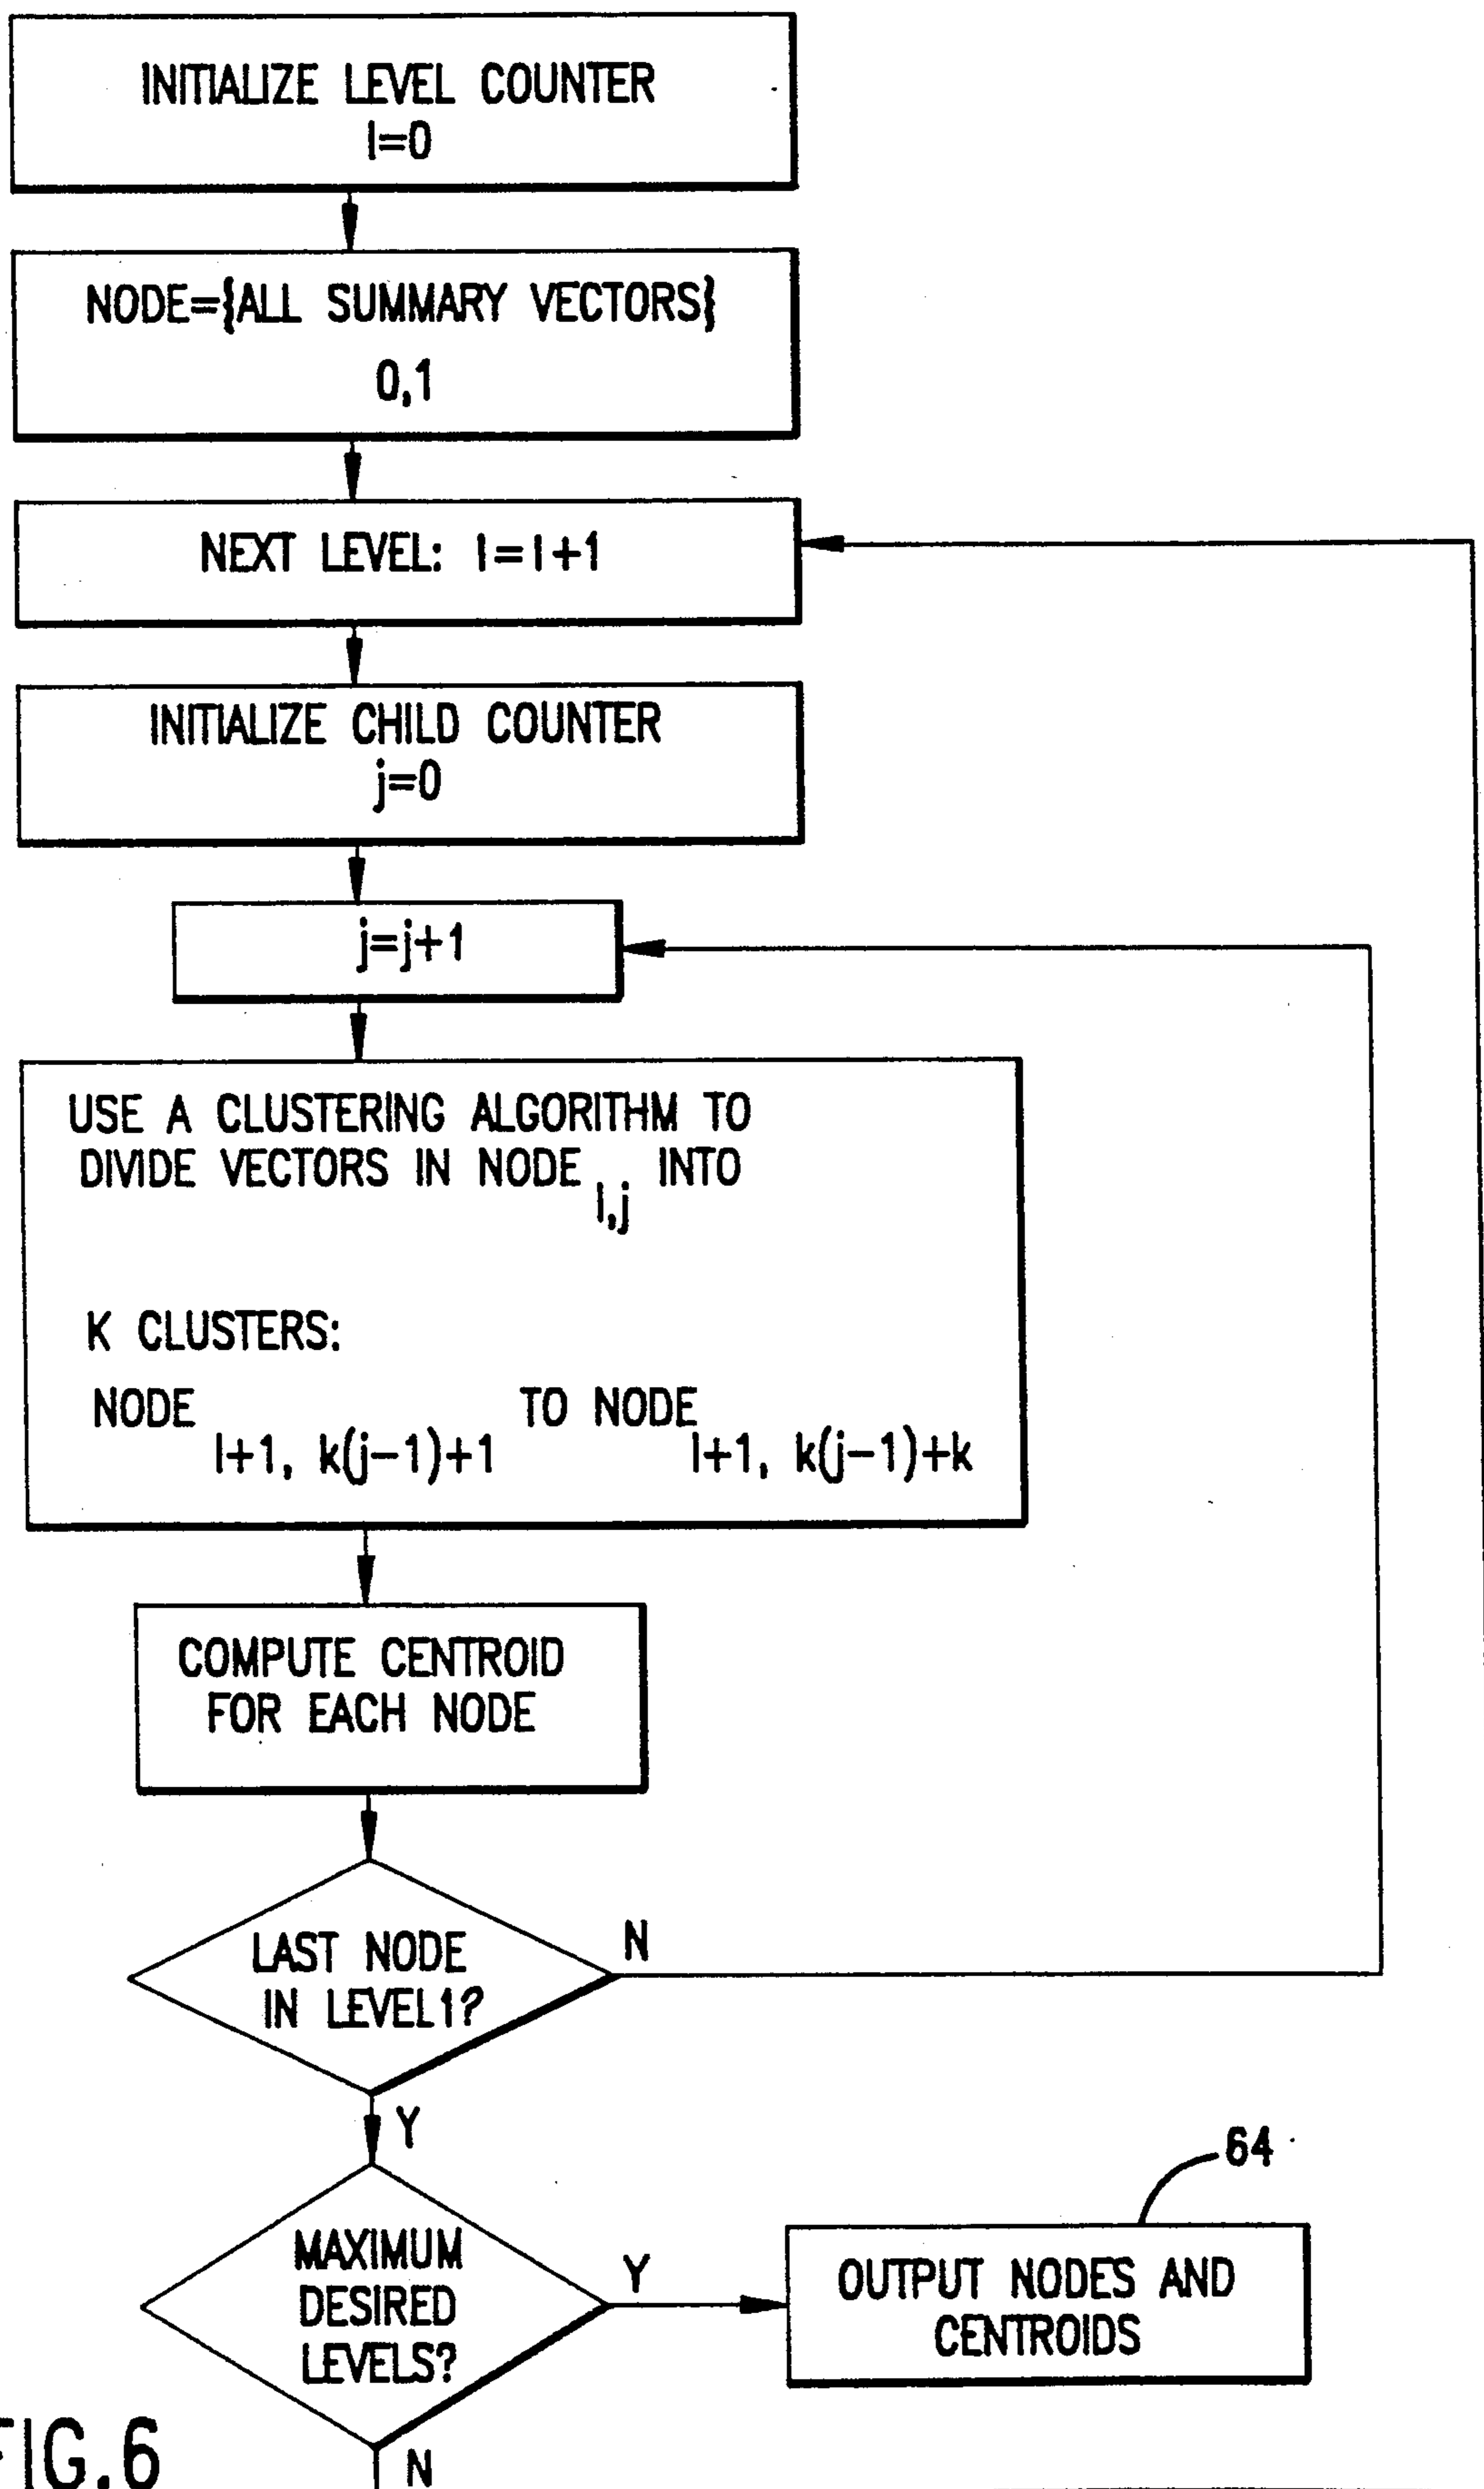 INITIALIZE LEVEL COUNTER
l=0
NODE={ALL SUMMARY VECTORS}
0,1
NEXT LEVEL: l=l+1
INITIALIZE CHILD COUNTER
j=0
j=j+1
USE A CLUSTERING ALGORITHM TO
DIVIDE VECTORS IN NODE l,j INTO
K CLUSTERS:
NODE l+1, k(j-1)+1 TO NODE l+1, k(j-1)+k
COMPUTE CENTROID
FOR EACH NODE
LAST NODE
IN LEVEL1?
N
Y
MAXIMUM
DESIRED
LEVELS?
Y
64
OUTPUT NODES AND
CENTROIDS
N
FIG.6